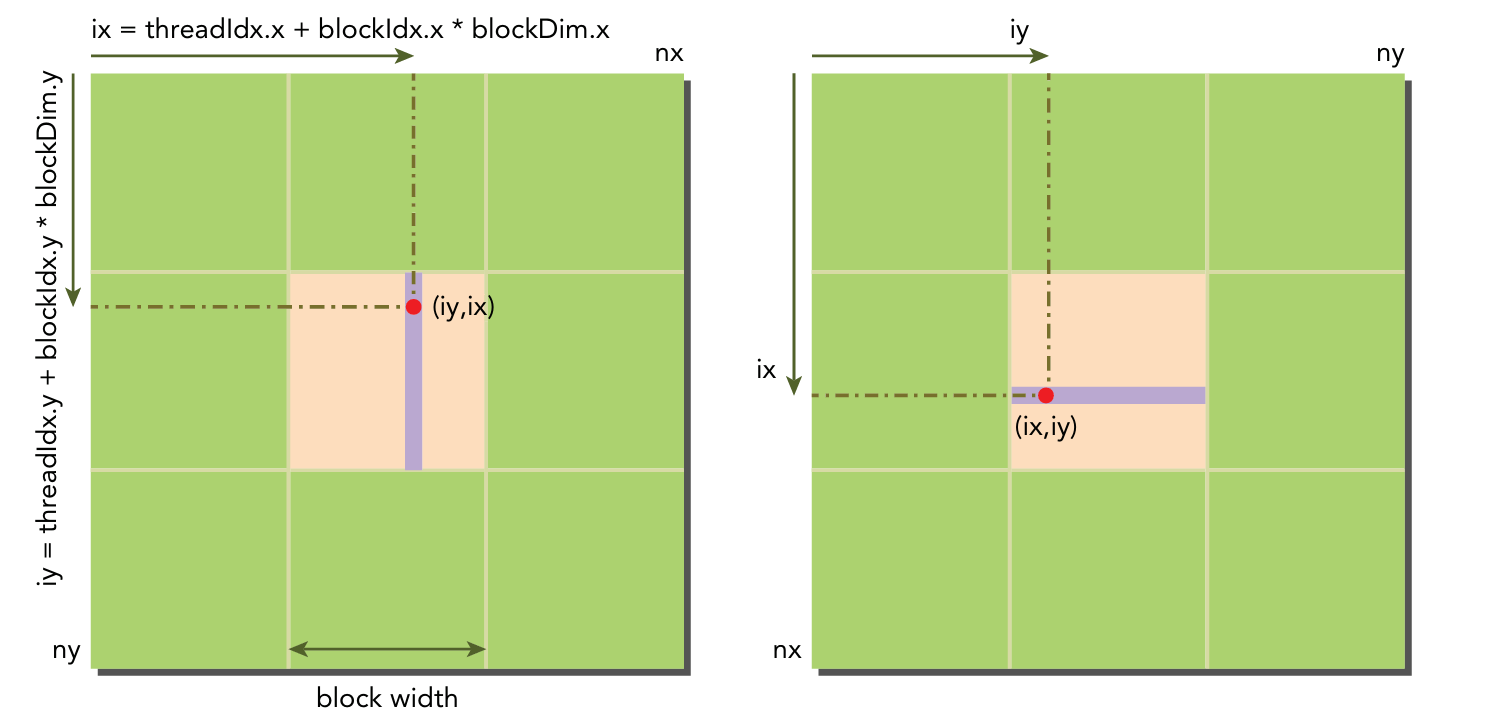 ix = threadIdx.x + blockIdx.x * blockDim.x
nx
iy = threadIdx.y + blockIdx.y * blockDim.y
(iy,ix)
ny
block width
iy
ny
ix
(ix,iy)
nx